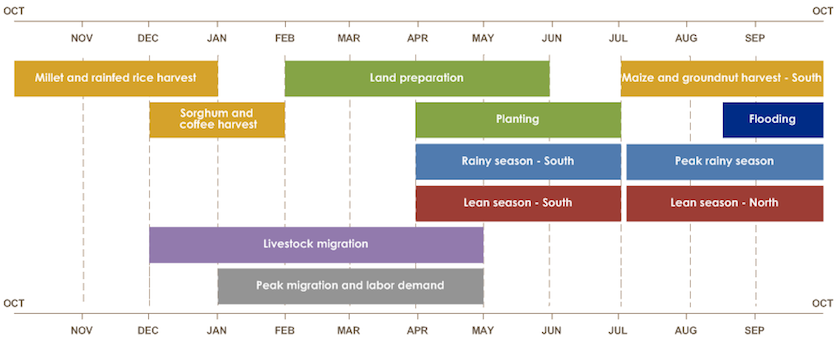 OCT OCT
NOV DEC JAN FEB MAR APR MAY JUN JUL AUG SEP
Millet and rainted rice harvest Land preparation Maize and groundnut harvest - South
Sorghum and
coffee harvest
Planting Flooding
Rainy season - South Peak rainy season
Lean season - South Lean season - North
Livestock migration
Peak migration and labor demand
OCT OCT
NOV DEC JAN FEB MAR APR MAY JUN JUL AUG SEP